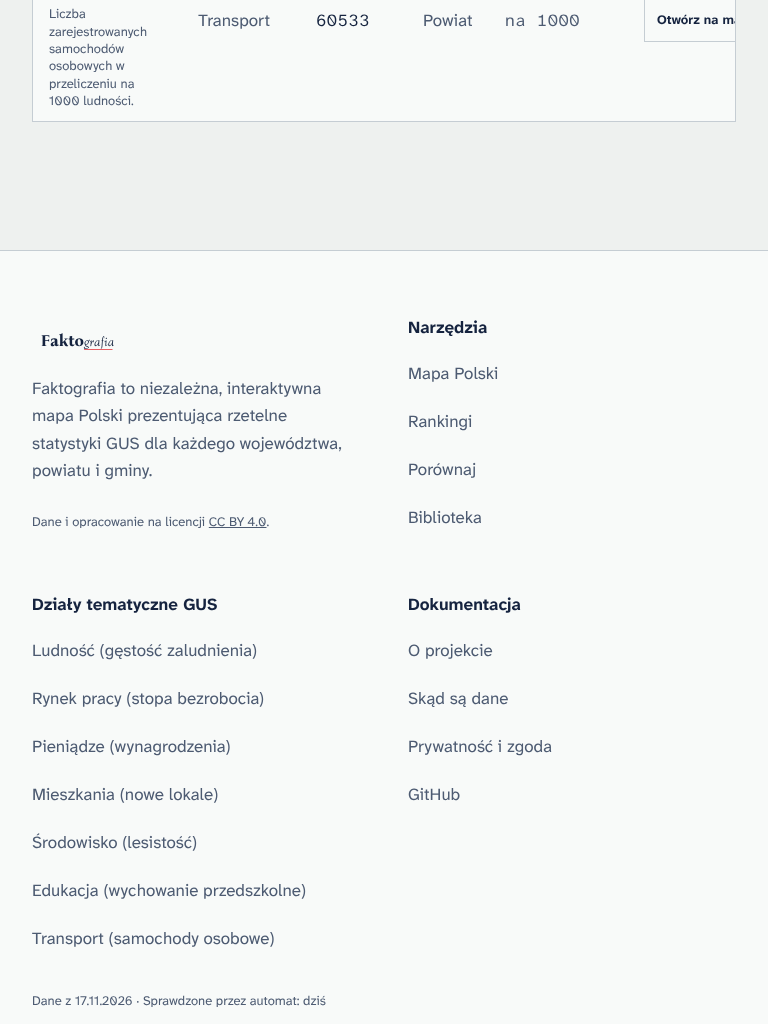 Liczba
zarejestrowanych
samochodów
osobowych w
przeliczeniu na
1000 ludności.
Transport
60533
Powiat
na 1000
Otwórz na
Faktografia
Faktografia to niezależna, interaktywna
mapa Polski prezentująca rzetelne
statystyki GUS dla każdego województwa,
powiatu i gminy.
Dane i opracowanie na licencji CC BY 4.0.
Narzędzia
Mapa Polski
Rankingi
Porównaj
Biblioteka
Działy tematyczne GUS
Ludność (gęstość zaludnienia)
Rynek pracy (stopa bezrobocia)
Pieniądze (wynagrodzenia)
Mieszkania (nowe lokale)
Środowisko (lesistość)
Edukacja (wychowanie przedszkolne)
Transport (samochody osobowe)
Dokumentacja
O projekcie
Skąd są dane
Prywatność i zgoda
GitHub
Dane z 17.11.2026 · Sprawdzone przez automat: dziś